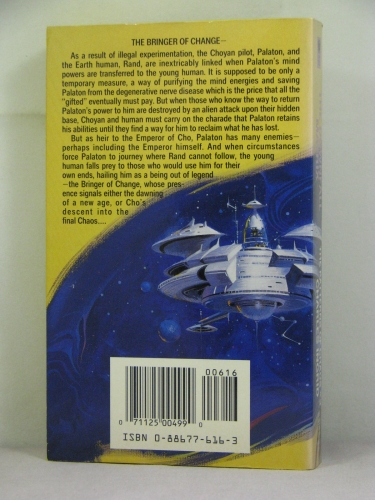 THE BRINGER OF CHANGE—
As a result of illegal experimentation, the Choyan pilot, Palaton, and
the Earth human, Rand, are inextricably linked when Palaton's mind
powers are transferred to the young human. It is supposed to be only a
temporary measure, a way of purifying the mind energies and saving
Palaton from the degenerative nerve disease which is the price that all the
"gifted" eventually must pay. But when those who know the way to return
Palaton's power to him are destroyed by an alien attack upon their hidden
base, Choyan and human must carry on the charade that Palaton retains
his abilities until they find a way for him to reclaim what he has lost.
But as heir to the Emperor of Cho, Palaton has many enemies—
perhaps including the Emperor himself. And when circumstances
force Palaton to journey where Rand cannot follow, the young
human falls prey to those who would use him for their
own ends, hailing him as a being out of legend
—the Bringer of Change, whose pres-
ence signals either the dawning
of a new age, or Cho's
descent into the
final Chaos....
00616
0 71125 00499 0
ISBN 0-88677-616-3